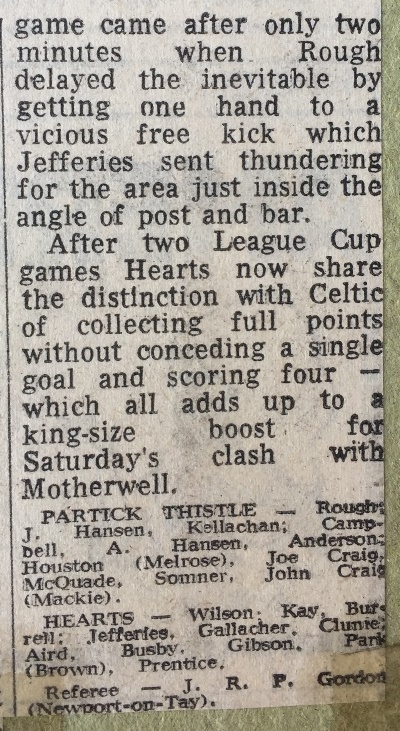 game came after only two
minutes when Rough
delayed the inevitable by
getting one hand to a
vicious free kick which
Jefferies sent thundering
for the area just inside the
angle of post and bar.
After two League Cup
games Hearts now share
the distinction with Celtic
of collecting full points
without conceding a single
goal and scoring four —
which all adds up to a
king-size boost for
Saturday's clash with
Motherwell.
PARTICK THISTLE — Rough;
J. Hansen, Kellachan; Camp-
bell, A. Hansen, Anderson;
Houston (Melrose), Joe Craig,
McQuade, Somner, John Craig
(Mackie).
HEARTS — Wilson; Kay, Bur-
rell; Jefferies, Gallacher, Clunie;
Aird, Busby, Gibson, Park
(Brown), Prentice.
Referee — J. R. P. Gordon
(Newport-on-Tay).